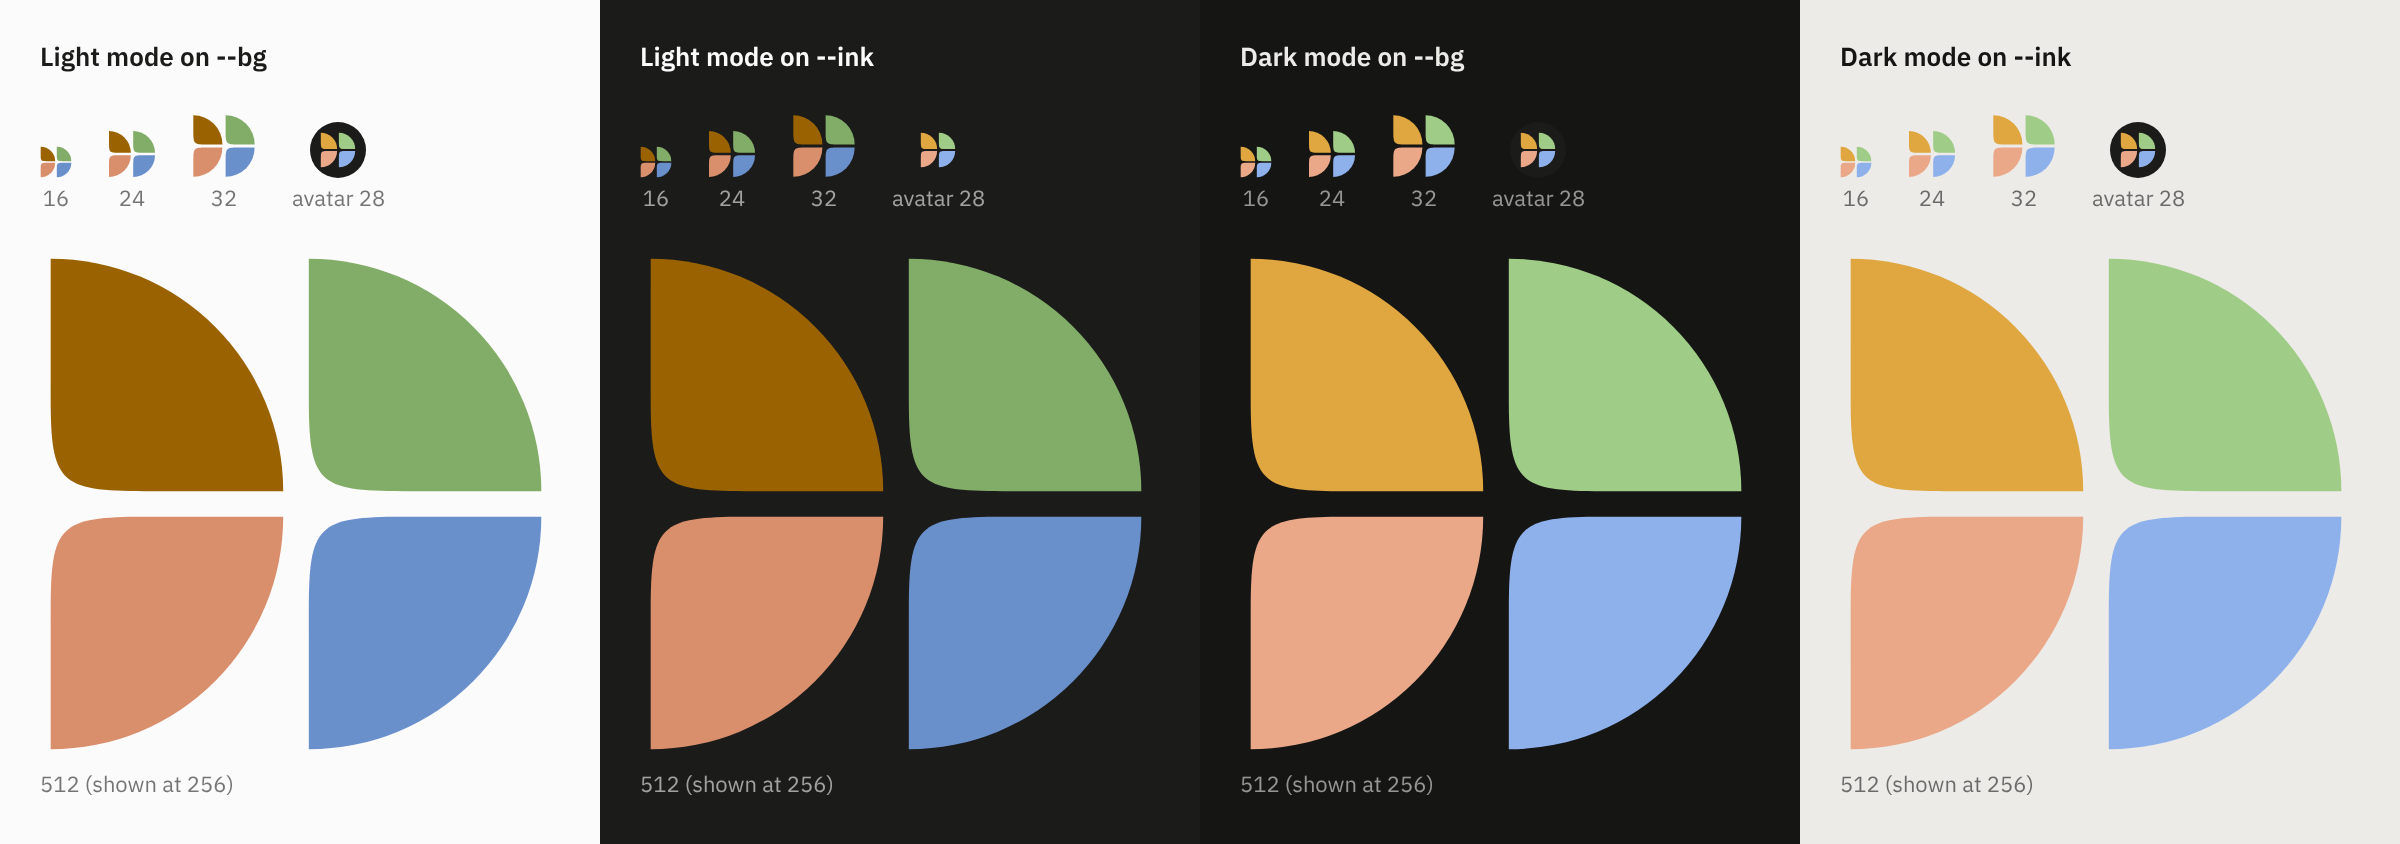 Light mode on --bg
16
24
32
avatar 28
512 (shown at 256)
Light mode on --ink
16
24
32
avatar 28
512 (shown at 256)
Dark mode on --bg
16
24
32
avatar 28
512 (shown at 256)
Dark mode on --ink
16
24
32
avatar 28
512 (shown at 256)